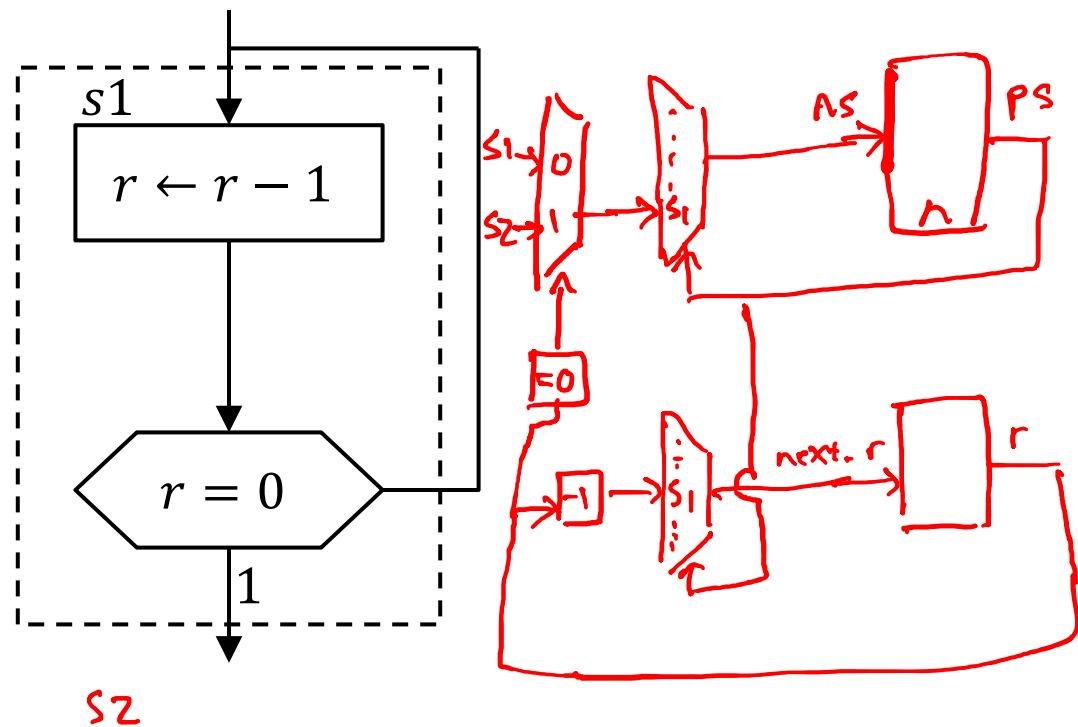 s1
r ← r − 1
r = 0
1
S2
S1
S2
0
1
S1
NS
PS
=0
-1
S1
next. r
r